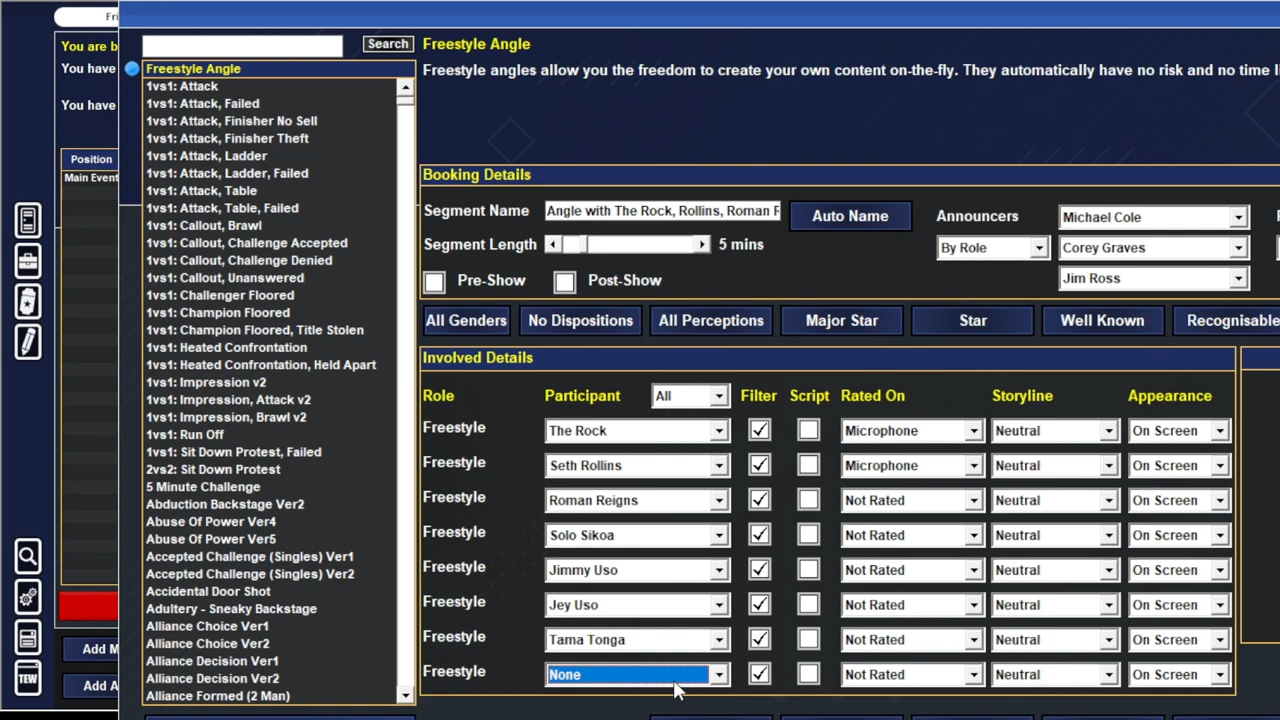 Fri
You are b
You have
You have
Position
Main Event
Add M
Add A
TEW
Search
Freestyle Angle
1vs1: Attack
1vs1: Attack, Failed
1vs1: Attack, Finisher No Sell
1vs1: Attack, Finisher Theft
1vs1: Attack, Ladder
1vs1: Attack, Ladder, Failed
1vs1: Attack, Table
1vs1: Attack, Table, Failed
1vs1: Callout, Brawl
1vs1: Callout, Challenge Accepted
1vs1: Callout, Challenge Denied
1vs1: Callout, Unanswered
1vs1: Challenger Floored
1vs1: Champion Floored
1vs1: Champion Floored, Title Stolen
1vs1: Heated Confrontation
1vs1: Heated Confrontation, Held Apart
1vs1: Impression v2
1vs1: Impression, Attack v2
1vs1: Impression, Brawl v2
1vs1: Run Off
1vs1: Sit Down Protest, Failed
2vs2: Sit Down Protest
5 Minute Challenge
Abduction Backstage Ver2
Abuse Of Power Ver4
Abuse Of Power Ver5
Accepted Challenge (Singles) Ver1
Accepted Challenge (Singles) Ver2
Accidental Door Shot
Adultery - Sneaky Backstage
Alliance Choice Ver1
Alliance Choice Ver2
Alliance Decision Ver1
Alliance Decision Ver2
Alliance Formed (2 Man)
Freestyle Angle
Freestyle angles allow you the freedom to create your own content on-the-fly. They automatically have no risk and no time li
Booking Details
Segment Name Angle with The Rock, Rollins, Roman R Auto Name Announcers Michael Cole
Segment Length 5 mins By Role Corey Graves
Pre-Show Post-Show Jim Ross
All Genders No Dispositions All Perceptions Major Star Star Well Known Recognisable
Involved Details
Role Participant All Filter Script Rated On Storyline Appearance
Freestyle The Rock Microphone Neutral On Screen
Freestyle Seth Rollins Microphone Neutral On Screen
Freestyle Roman Reigns Not Rated Neutral On Screen
Freestyle Solo Sikoa Not Rated Neutral On Screen
Freestyle Jimmy Uso Not Rated Neutral On Screen
Freestyle Jey Uso Not Rated Neutral On Screen
Freestyle Tama Tonga Not Rated Neutral On Screen
Freestyle None Not Rated Neutral On Screen